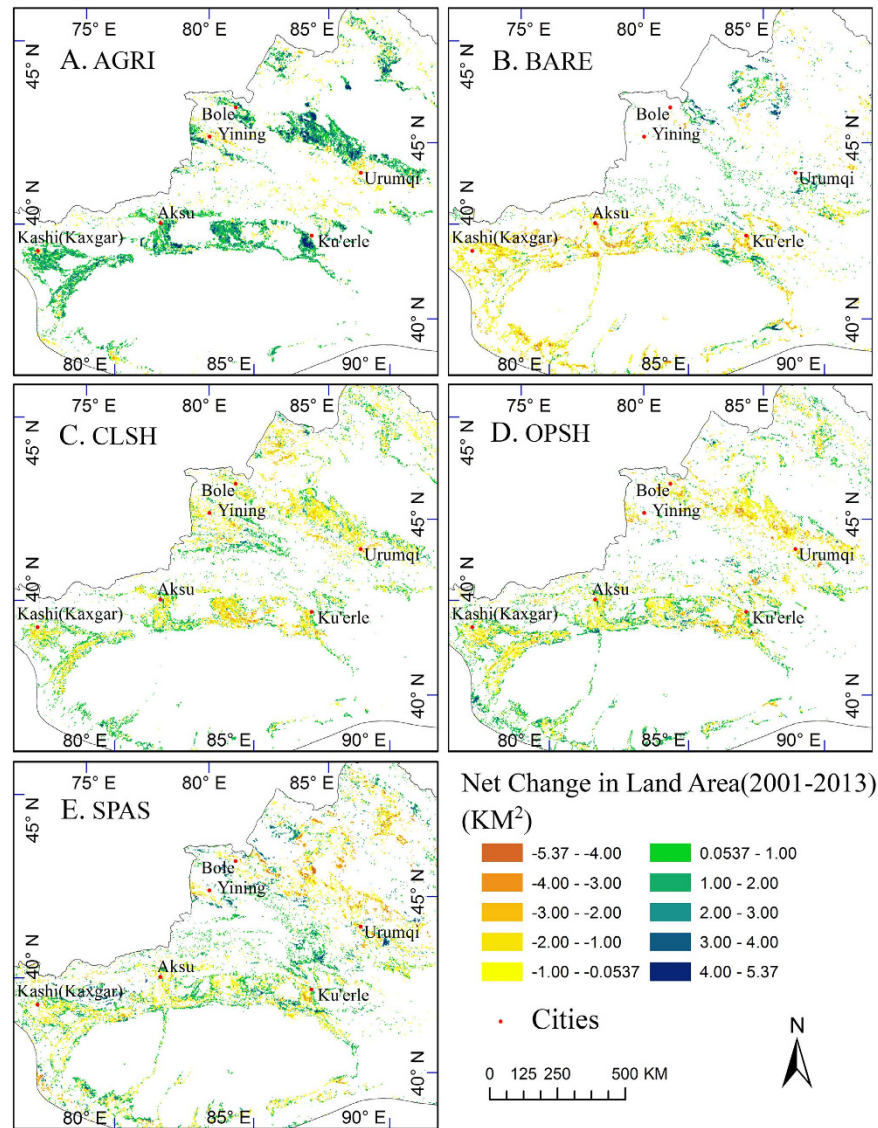 75° E 80° E 85° E
45° N
A. AGRI
Bole
Yining
45° N
Urumqi
40° N
Aksu
Kashi(Kaxgar)
Ku'erle
40° N
80° E 85° E 90° E
75° E 80° E 85° E
45° N
B. BARE
Bole
Yining
45° N
Urumqi
40° N
Aksu
Kashi(Kaxgar)
Ku'erle
40° N
80° E 85° E 90° E
75° E 80° E 85° E
45° N
C. CLSH
Bole
Yining
45° N
Urumqi
40° N
Aksu
Kashi(Kaxgar)
Ku'erle
40° N
80° E 85° E 90° E
75° E 80° E 85° E
45° N
D. OPSH
Bole
Yining
45° N
Urumqi
40° N
Aksu
Kashi(Kaxgar)
Ku'erle
40° N
80° E 85° E 90° E
75° E 80° E 85° E
45° N
E. SPAS
Bole
Yining
45° N
Urumqi
40° N
Aksu
Kashi(Kaxgar)
Ku'erle
40° N
80° E 85° E 90° E
Net Change in Land Area(2001-2013)
(KM²)
-5.37 - -4.00 0.0537 - 1.00
-4.00 - -3.00 1.00 - 2.00
-3.00 - -2.00 2.00 - 3.00
-2.00 - -1.00 3.00 - 4.00
-1.00 - -0.0537 4.00 - 5.37
Cities
N
0 125 250 500 KM